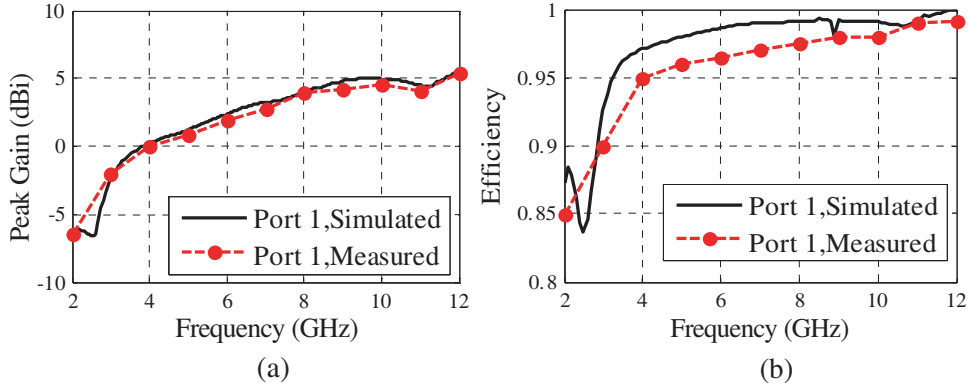 10
5
0
-5
-10
Peak Gain (dBi)
Port 1,Simulated
Port 1,Measured
2 4 6 8 10 12
Frequency (GHz)
(a)
1
0.95
0.9
0.85
0.8
Efficiency
Port 1,Simulated
Port 1,Measured
2 4 6 8 10 12
Frequency (GHz)
(b)